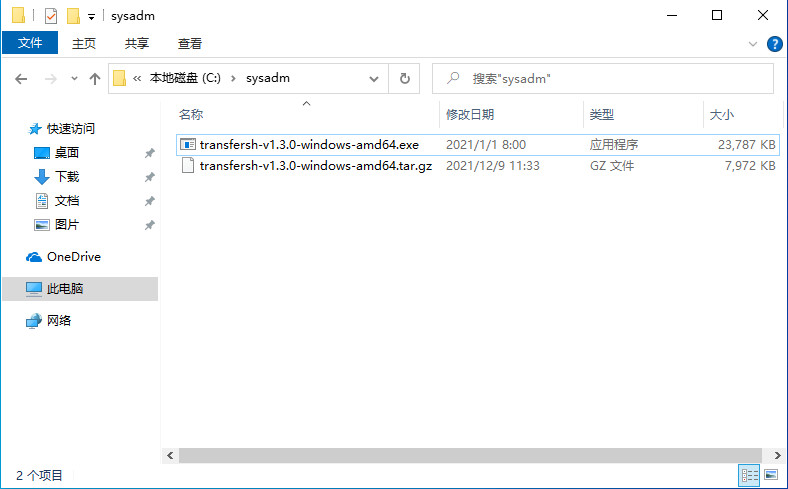 sysadm
文件 主页 共享 查看
« 本地磁盘 (C:) › sysadm 搜索"sysadm"
名称 修改日期 类型 大小
快速访问
桌面
下载
文档
图片
OneDrive
此电脑
网络
transfersh-v1.3.0-windows-amd64.exe 2021/1/1 8:00 应用程序 23,787 KB
transfersh-v1.3.0-windows-amd64.tar.gz 2021/12/9 11:33 GZ 文件 7,972 KB
2 个项目